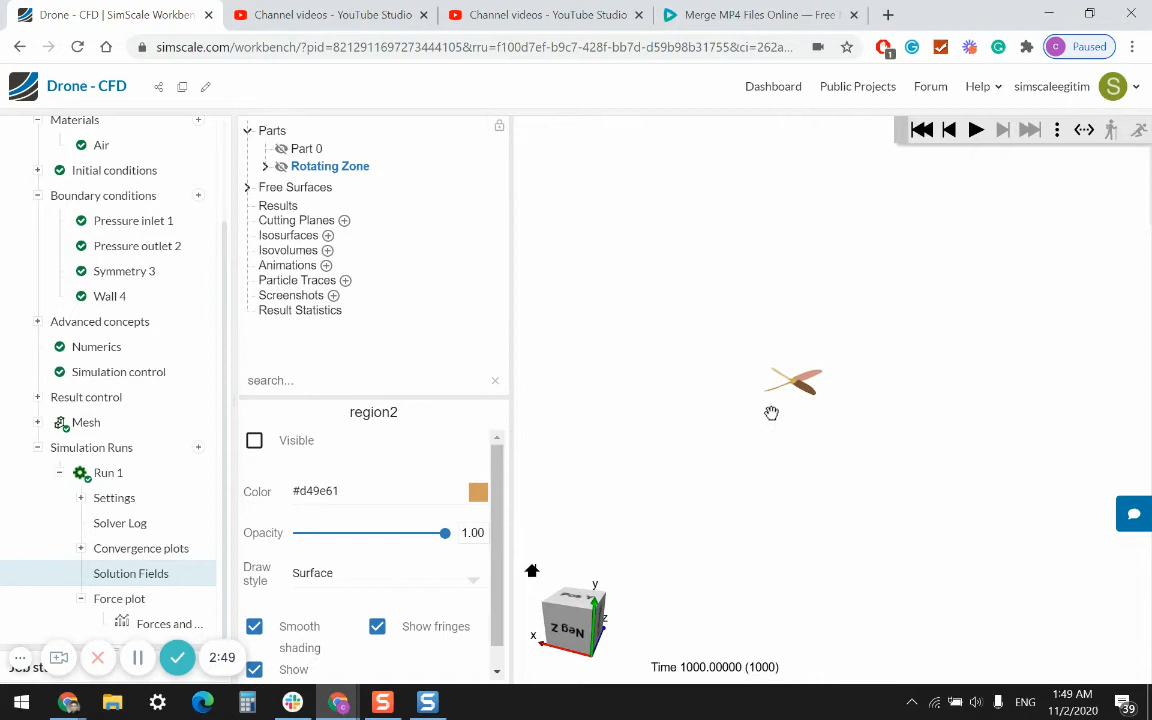 Drone - CFD | SimScale Workben
Channel videos - YouTube Studio
Channel videos - YouTube Studio
Merge MP4 Files Online — Free M
simscale.com/workbench/?pid=8212911697273444105&rru=f100d7ef-b9c7-428f-bb7d-d59b98b31755&ci=262a...
1
C Paused
Drone - CFD
Dashboard
Public Projects
Forum
Help
simscaleegitim
S
Materials
Air
Initial conditions
Boundary conditions
Pressure inlet 1
Pressure outlet 2
Symmetry 3
Wall 4
Advanced concepts
Numerics
Simulation control
Result control
Mesh
Simulation Runs
Run 1
Settings
Solver Log
Convergence plots
Solution Fields
Force plot
Forces and ...
Job st
2:49
Parts
Part 0
Rotating Zone
Free Surfaces
Results
Cutting Planes
Isosurfaces
Isovolumes
Animations
Particle Traces
Screenshots
Result Statistics
search...
region2
Visible
Color #d49e61
Opacity 1.00
Draw style Surface
Smooth shading
Show fringes
Show
y
x
z
Pos Y
Neg Z
Time 1000.00000 (1000)
ENG
1:49 AM
11/2/2020
39